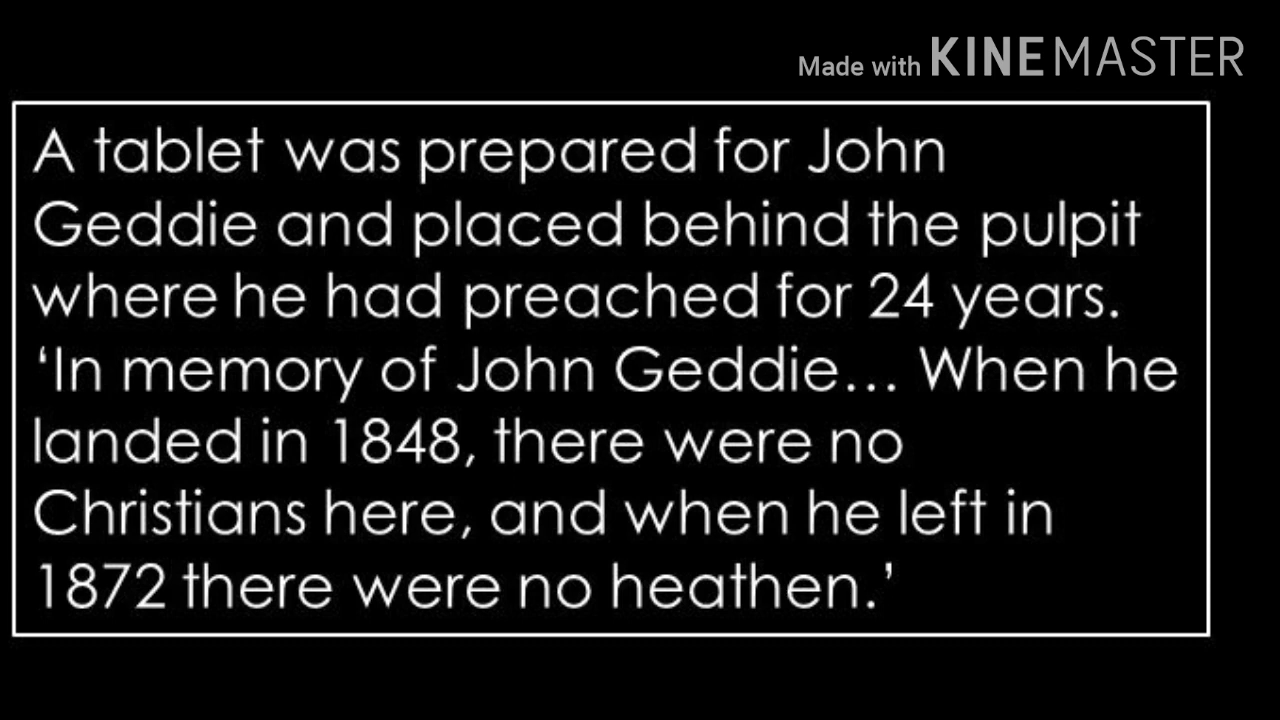 Made with KINEMASTER
A tablet was prepared for John
Geddie and placed behind the pulpit
where he had preached for 24 years.
‘In memory of John Geddie… When he
landed in 1848, there were no
Christians here, and when he left in
1872 there were no heathen.’